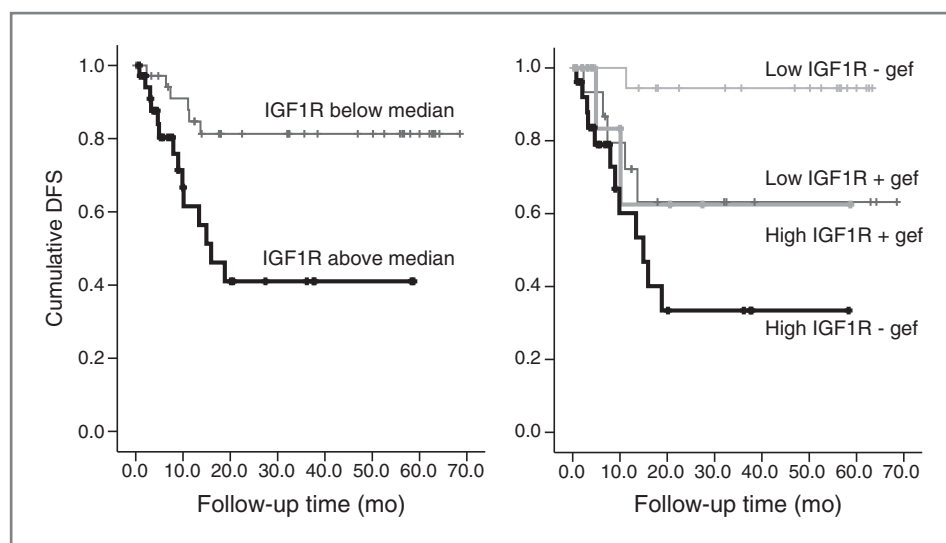 Cumulative DFS
1.0
0.8
0.6
0.4
0.2
0.0
IGF1R below median
IGF1R above median
0.0 10.0 20.0 30.0 40.0 50.0 60.0 70.0
Follow-up time (mo)
1.0
0.8
0.6
0.4
0.2
0.0
Low IGF1R - gef
Low IGF1R + gef
High IGF1R + gef
High IGF1R - gef
0.0 10.0 20.0 30.0 40.0 50.0 60.0 70.0
Follow-up time (mo)